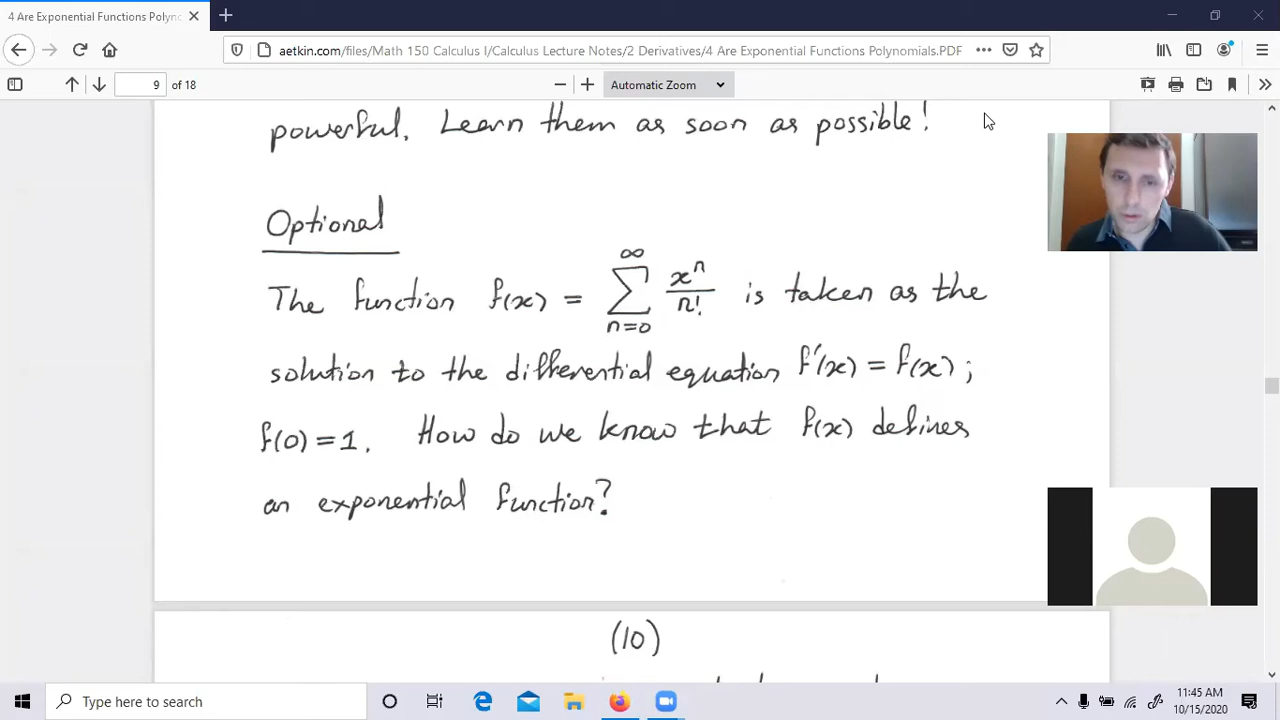 4 Are Exponential Functions Polync
aetkin.com/files/Math 150 Calculus I/Calculus Lecture Notes/2 Derivatives/4 Are Exponential Functions Polynomials.PDF
9 of 18
Automatic Zoom
powerful. Learn them as soon as possible!
Optional
The function f(x) = ∑_{n=0}^{∞} x^n/n! is taken as the
solution to the differential equation f'(x) = f(x);
f(0) = 1. How do we know that f(x) defines
an exponential function?
(10)
Type here to search
11:45 AM
10/15/2020